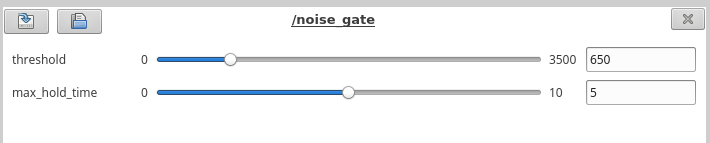 /noise_gate
threshold 0 3500 650
max_hold_time 0 10 5